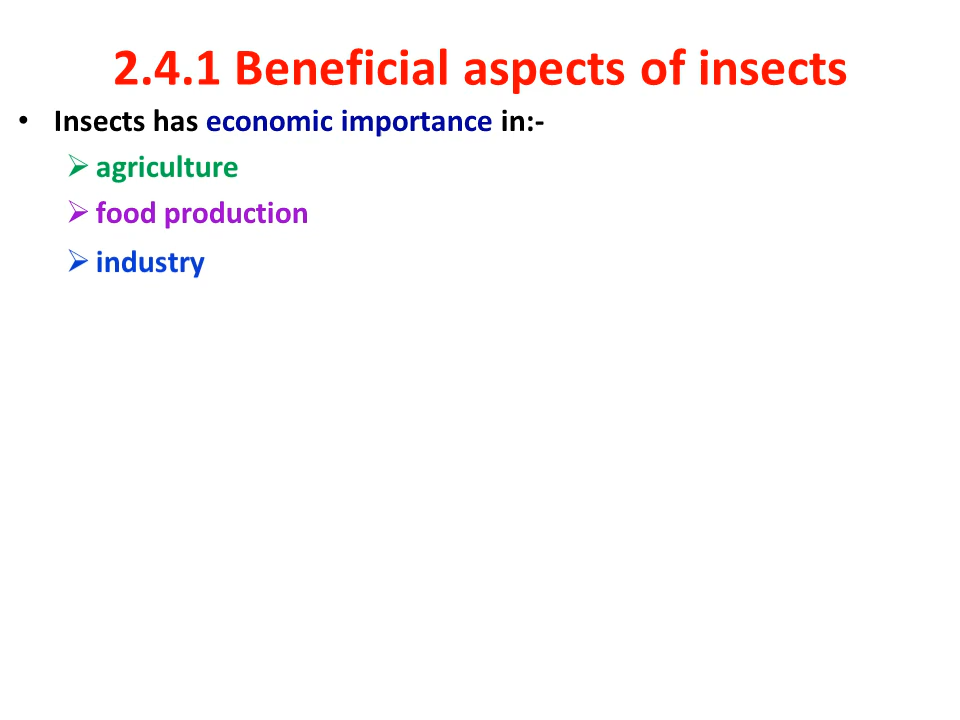 2.4.1 Beneficial aspects of insects
• Insects has economic importance in:-
➢ agriculture
➢ food production
➢ industry